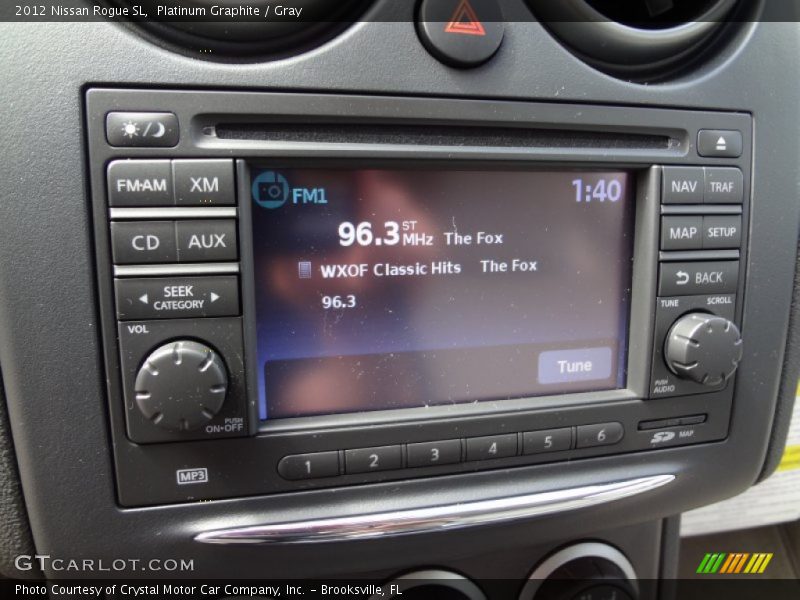 2012 Nissan Rogue SL, Platinum Graphite / Gray
FM·AM XM
CD AUX
SEEK
CATEGORY
VOL
PUSH
ON·OFF
MP3
FM1
1:40
96.3 ST MHz The Fox
WXOF Classic Hits The Fox
96.3
Tune
1 2 3 4 5 6
NAV TRAF
MAP SETUP
BACK
TUNE SCROLL
PUSH
AUDIO
SD MAP
GTCARLOT.COM
Photo Courtesy of Crystal Motor Car Company, Inc. – Brooksville, FL